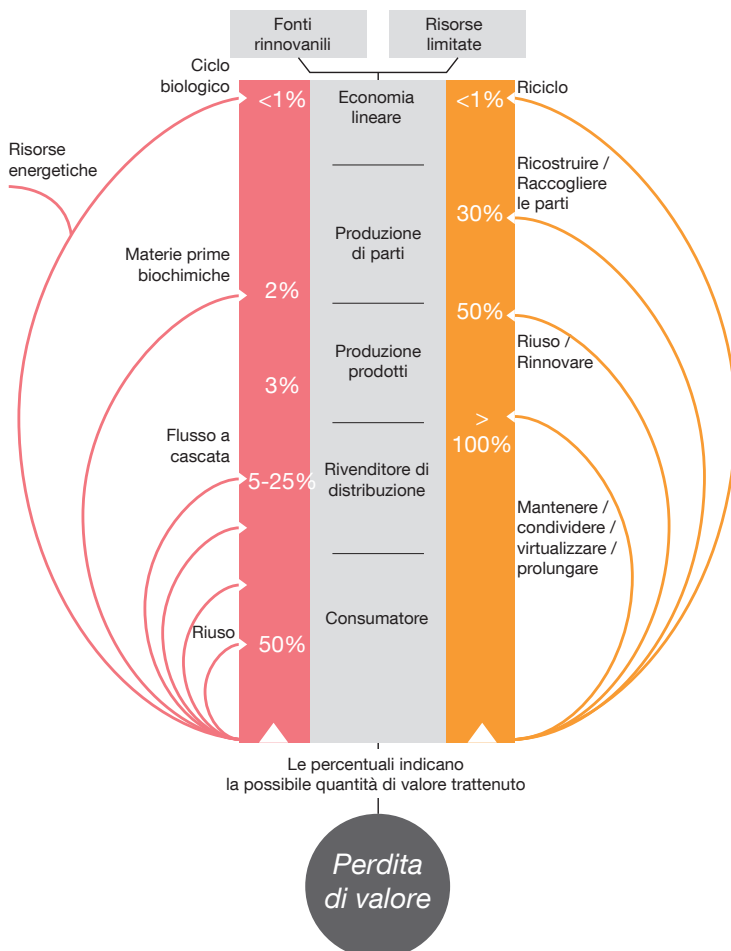 Fonti
rinnovanili
Risorse
limitate
Ciclo
biologico
<1%
Economia
lineare
<1%
Riciclo
Risorse
energetiche
Ricostruire /
Raccogliere
le parti
30%
Produzione
di parti
Materie prime
biochimiche
2%
50%
Riuso /
Rinnovare
Produzione
prodotti
3%
>
100%
Flusso a
cascata
5-25%
Rivenditore di
distribuzione
Mantenere /
condividere /
virtualizzare /
prolungare
Consumatore
Riuso
50%
Le percentuali indicano
la possibile quantità di valore trattenuto
Perdita
di valore